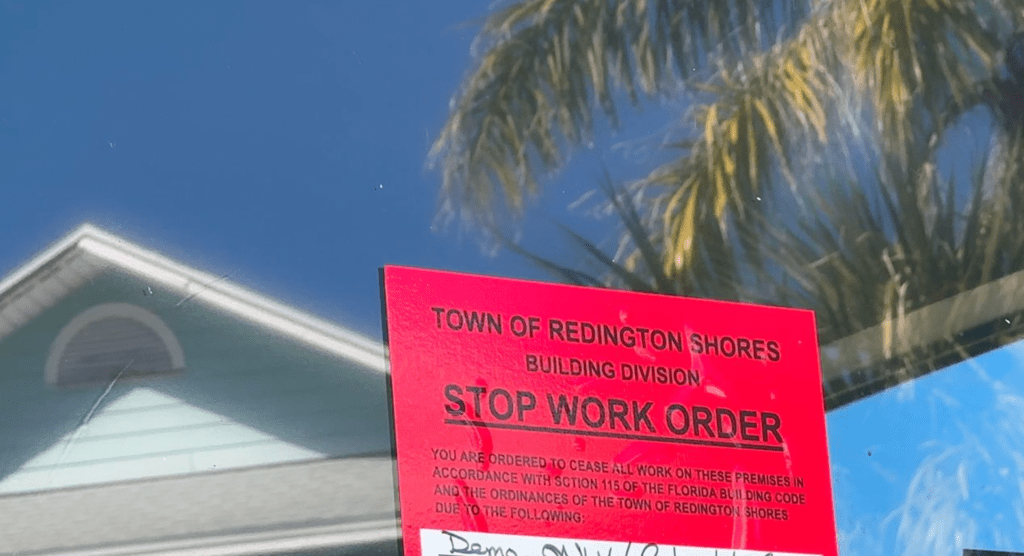 TOWN OF REDINGTON SHORES
BUILDING DIVISION
STOP WORK ORDER
YOU ARE ORDERED TO CEASE ALL WORK ON THESE PREMISES IN
ACCORDANCE WITH SCTION 115 OF THE FLORIDA BUILDING CODE
AND THE ORDINANCES OF THE TOWN OF REDINGTON SHORES
DUE TO THE FOLLOWING:
Demo only